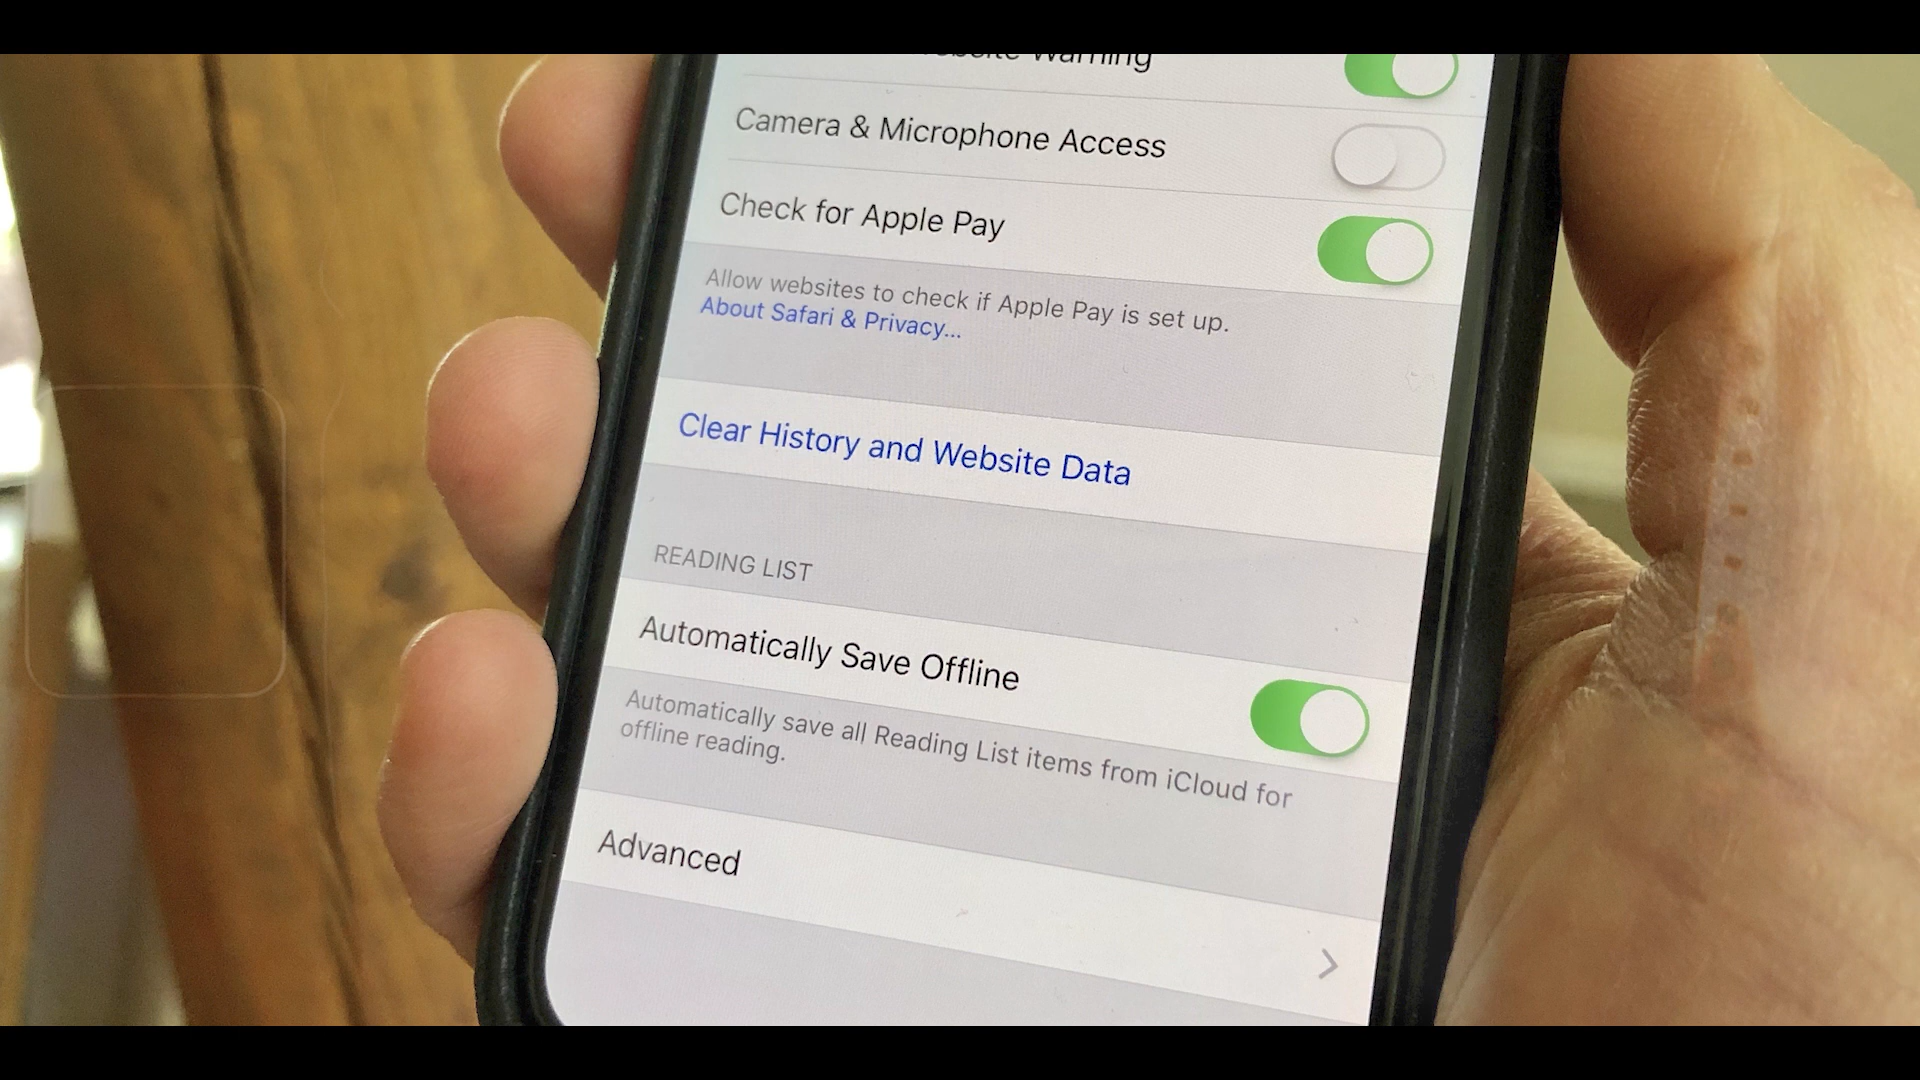 Website Warning
Camera & Microphone Access
Check for Apple Pay
Allow websites to check if Apple Pay is set up.
About Safari & Privacy...
Clear History and Website Data
READING LIST
Automatically Save Offline
Automatically save all Reading List items from iCloud for
offline reading.
Advanced